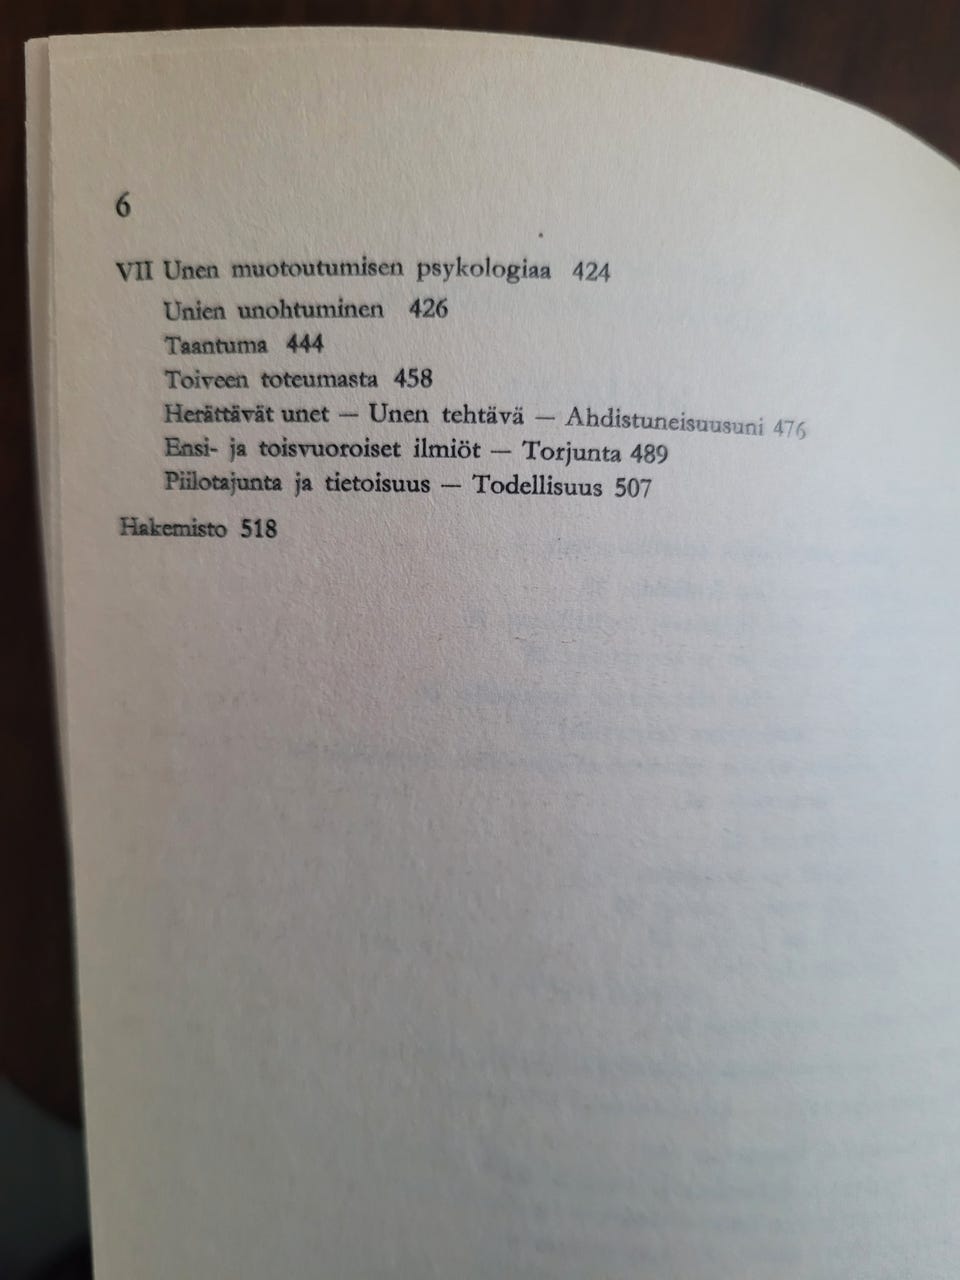 6
VII Unen muotoutumisen psykologiaa 424
Unien unohtuminen 426
Taantuma 444
Toiveen toteumasta 458
Herättävät unet — Unen tehtävä — Ahdistuneisuusuni 476
Ensi- ja toisvuoroiset ilmiöt — Torjunta 489
Piilotajunta ja tietoisuus — Todellisuus 507
Hakemisto 518